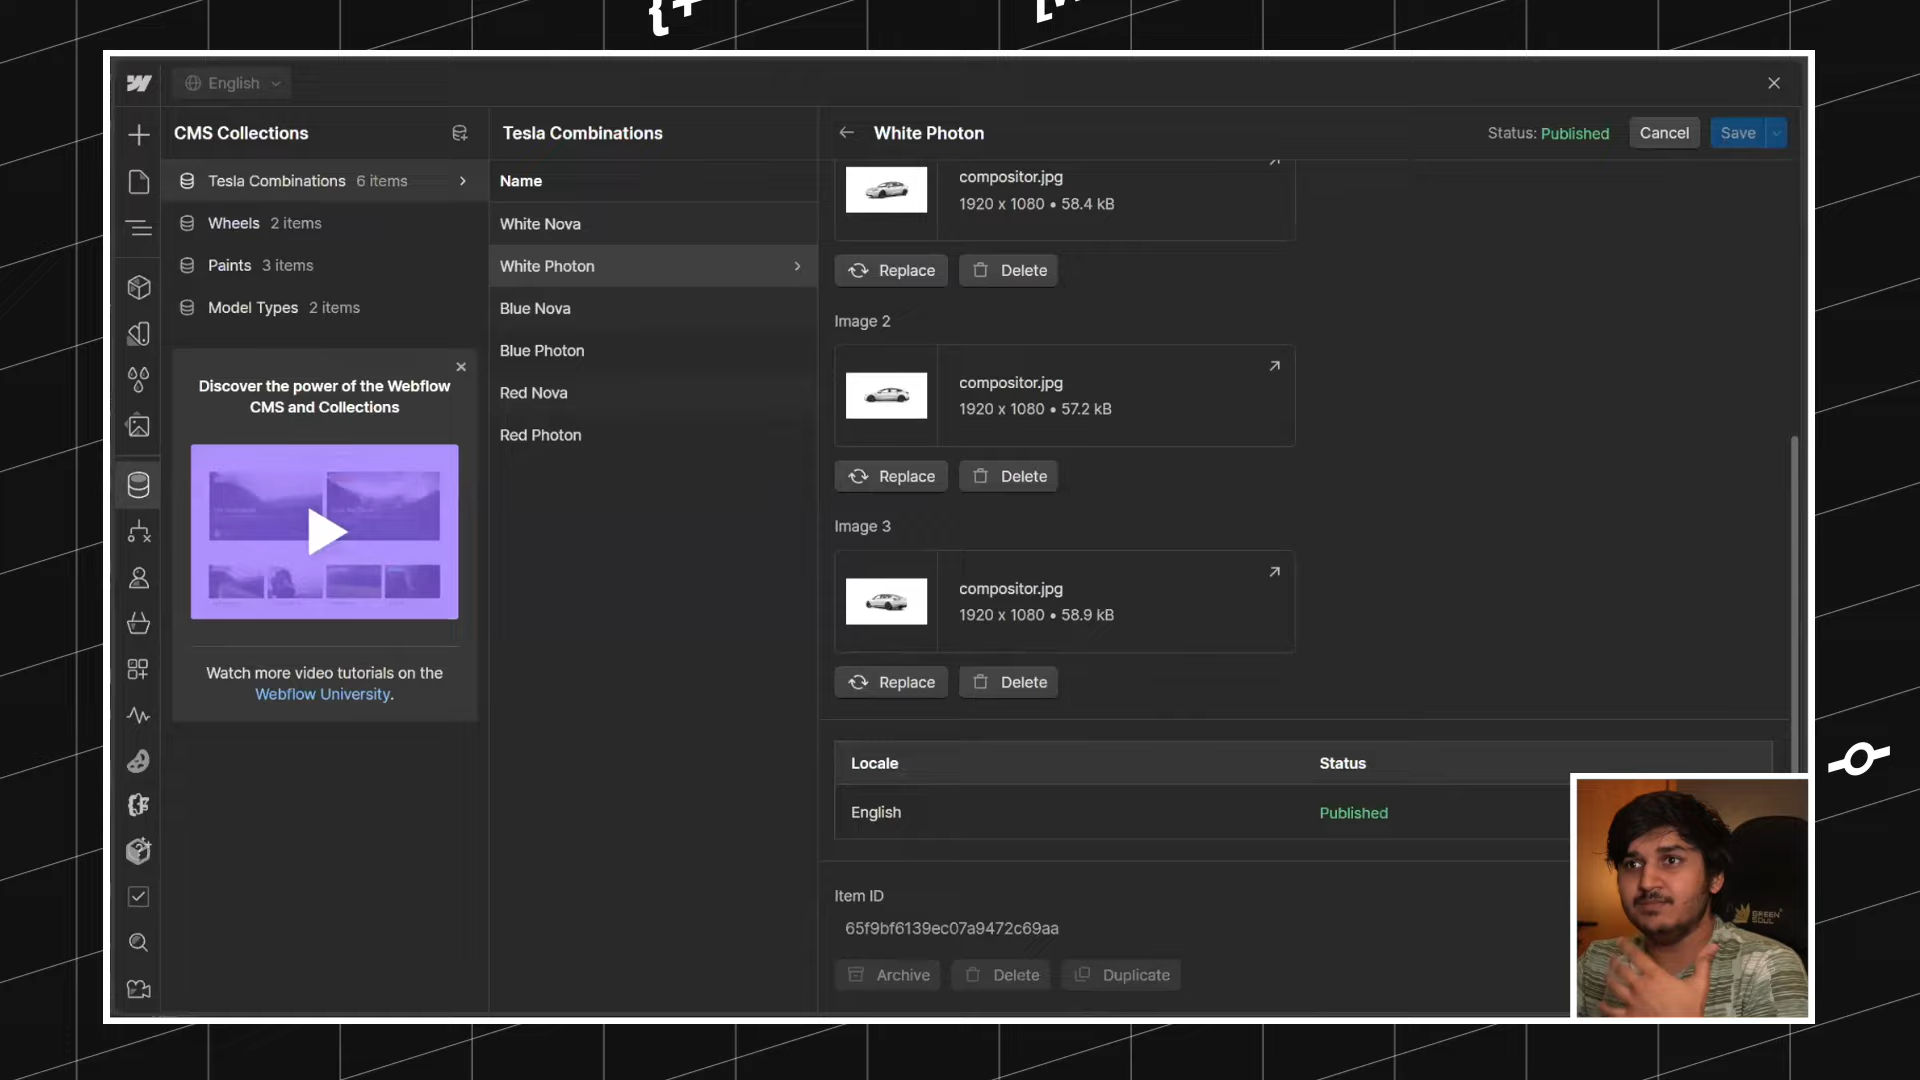 English
CMS Collections
Tesla Combinations 6 items
Wheels 2 items
Paints 3 items
Model Types 2 items
Discover the power of the Webflow
CMS and Collections
Watch more video tutorials on the
Webflow University.
Tesla Combinations
Name
White Nova
White Photon
Blue Nova
Blue Photon
Red Nova
Red Photon
White Photon
Status: Published
Cancel
Save
compositor.jpg
1920 x 1080 • 58.4 kB
Replace
Delete
Image 2
compositor.jpg
1920 x 1080 • 57.2 kB
Replace
Delete
Image 3
compositor.jpg
1920 x 1080 • 58.9 kB
Replace
Delete
Locale
Status
English
Published
Item ID
65f9bf6139ec07a9472c69aa
Archive
Delete
Duplicate
GREEN
SOUL